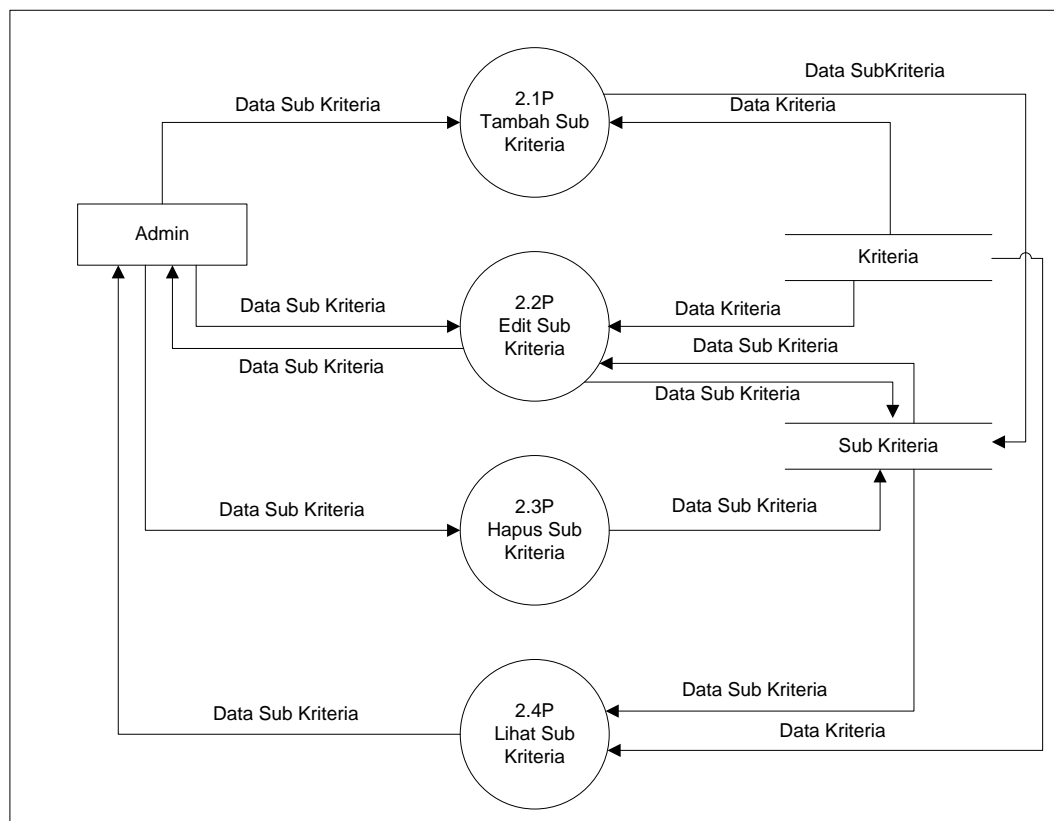 Data SubKriteria
Data Sub Kriteria
2.1P
Tambah Sub
Kriteria
Data Kriteria
Admin
Kriteria
Data Sub Kriteria
2.2P
Edit Sub
Kriteria
Data Kriteria
Data Sub Kriteria
Data Sub Kriteria
Data Sub Kriteria
Sub Kriteria
Data Sub Kriteria
2.3P
Hapus Sub
Kriteria
Data Sub Kriteria
Data Sub Kriteria
2.4P
Lihat Sub
Kriteria
Data Sub Kriteria
Data Kriteria